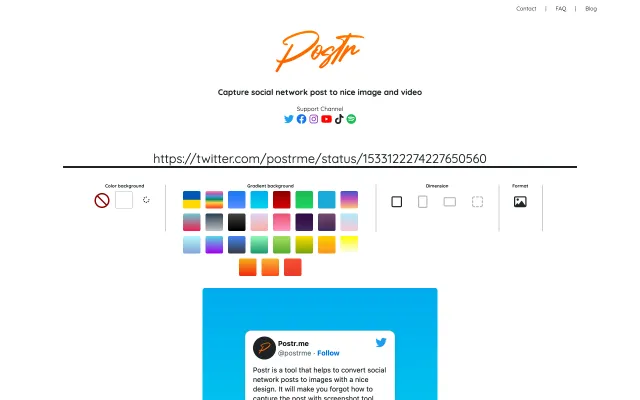 Contact | FAQ | Blog
Postr
Capture social network post to nice image and video
Support Channel
https://twitter.com/postrme/status/1533122274227650560
Color background
Gradient background
Dimension
Format
Postr.me
@postrme · Follow
Postr is a tool that helps to convert social
network posts to images with a nice
design. It will make you forgot how to
capture the post with screenshot tool